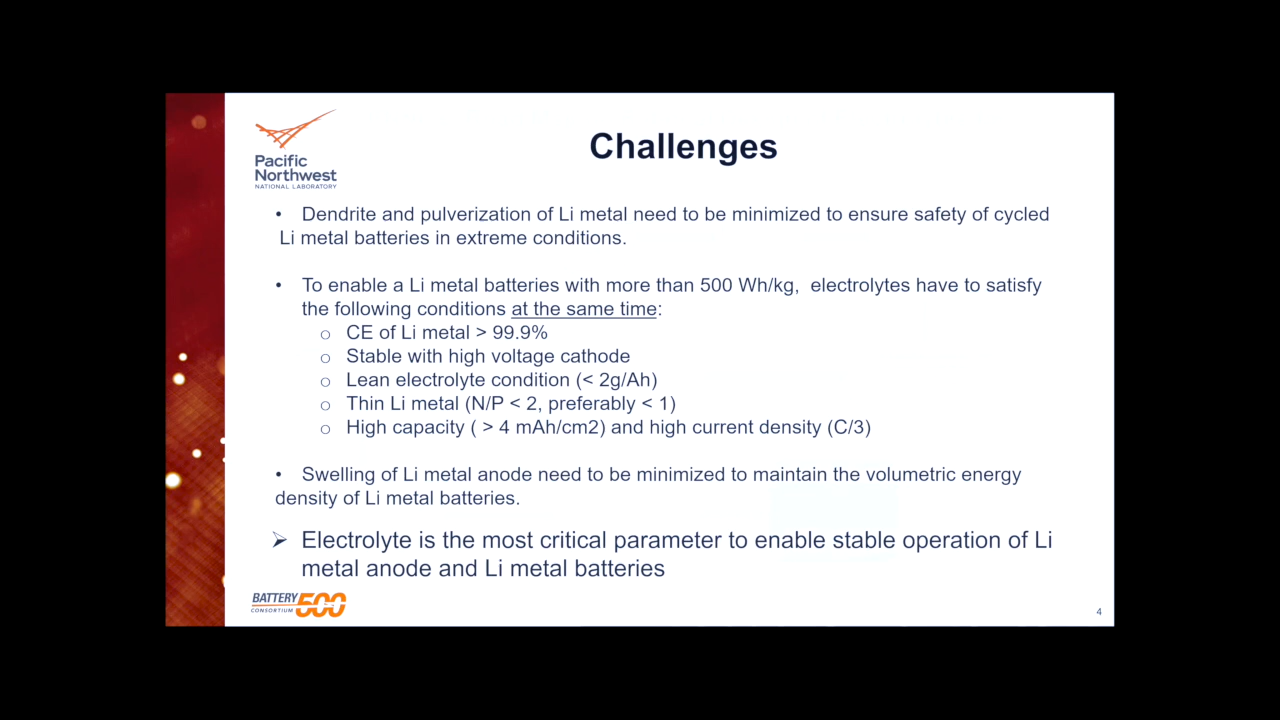 Pacific
Northwest
NATIONAL LABORATORY
Challenges
• Dendrite and pulverization of Li metal need to be minimized to ensure safety of cycled
Li metal batteries in extreme conditions.
• To enable a Li metal batteries with more than 500 Wh/kg, electrolytes have to satisfy
the following conditions at the same time:
o CE of Li metal > 99.9%
o Stable with high voltage cathode
o Lean electrolyte condition (< 2g/Ah)
o Thin Li metal (N/P < 2, preferably < 1)
o High capacity ( > 4 mAh/cm2) and high current density (C/3)
• Swelling of Li metal anode need to be minimized to maintain the volumetric energy
density of Li metal batteries.
➢ Electrolyte is the most critical parameter to enable stable operation of Li
metal anode and Li metal batteries
BATTERY 500
CONSORTIUM
4